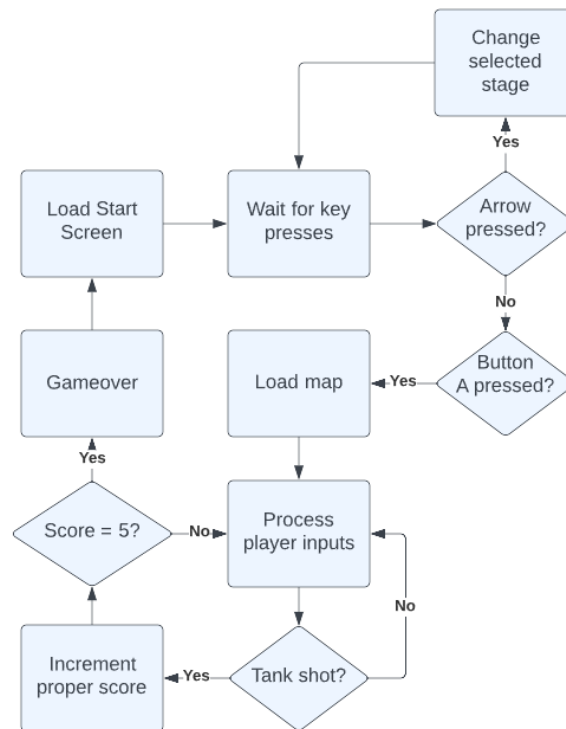 Change
selected
stage
Yes
Load Start
Screen
Wait for key
presses
Arrow
pressed?
No
Gameover
Load map
Yes
Button
A pressed?
Yes
Score = 5?
No
Process
player inputs
No
Increment
proper score
Yes
Tank shot?